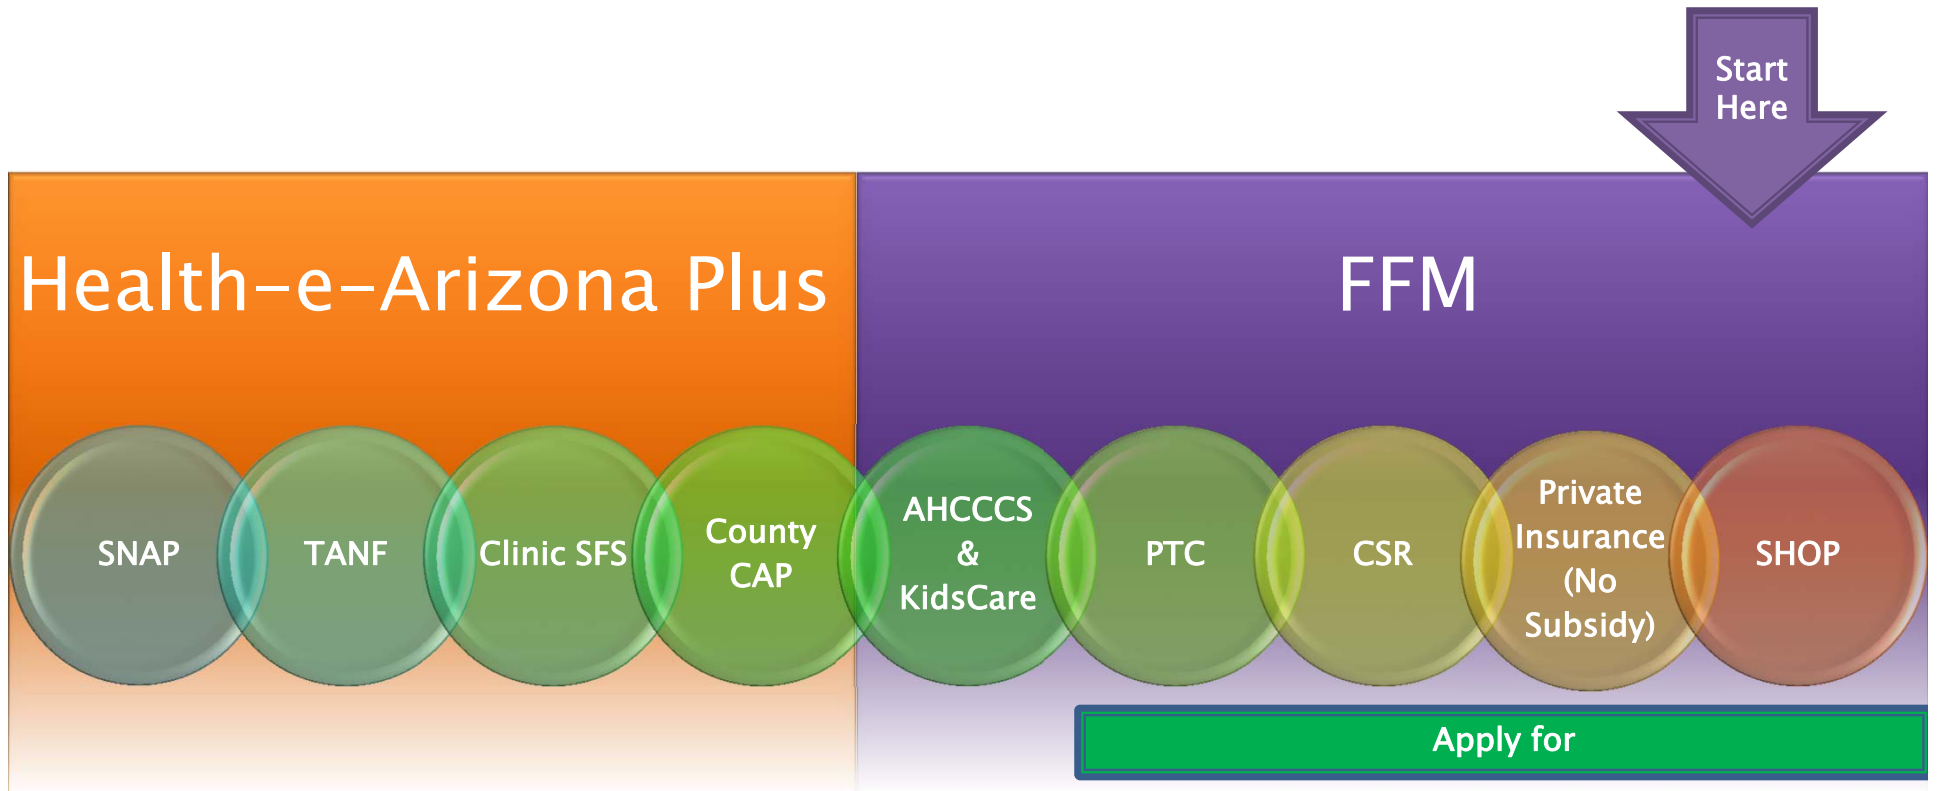 Start
Here
Health-e-Arizona Plus
FFM
SNAP
TANF
Clinic SFS
County
CAP
AHCCCS
&
KidsCare
PTC
CSR
Private
Insurance
(No
Subsidy)
SHOP
Apply for